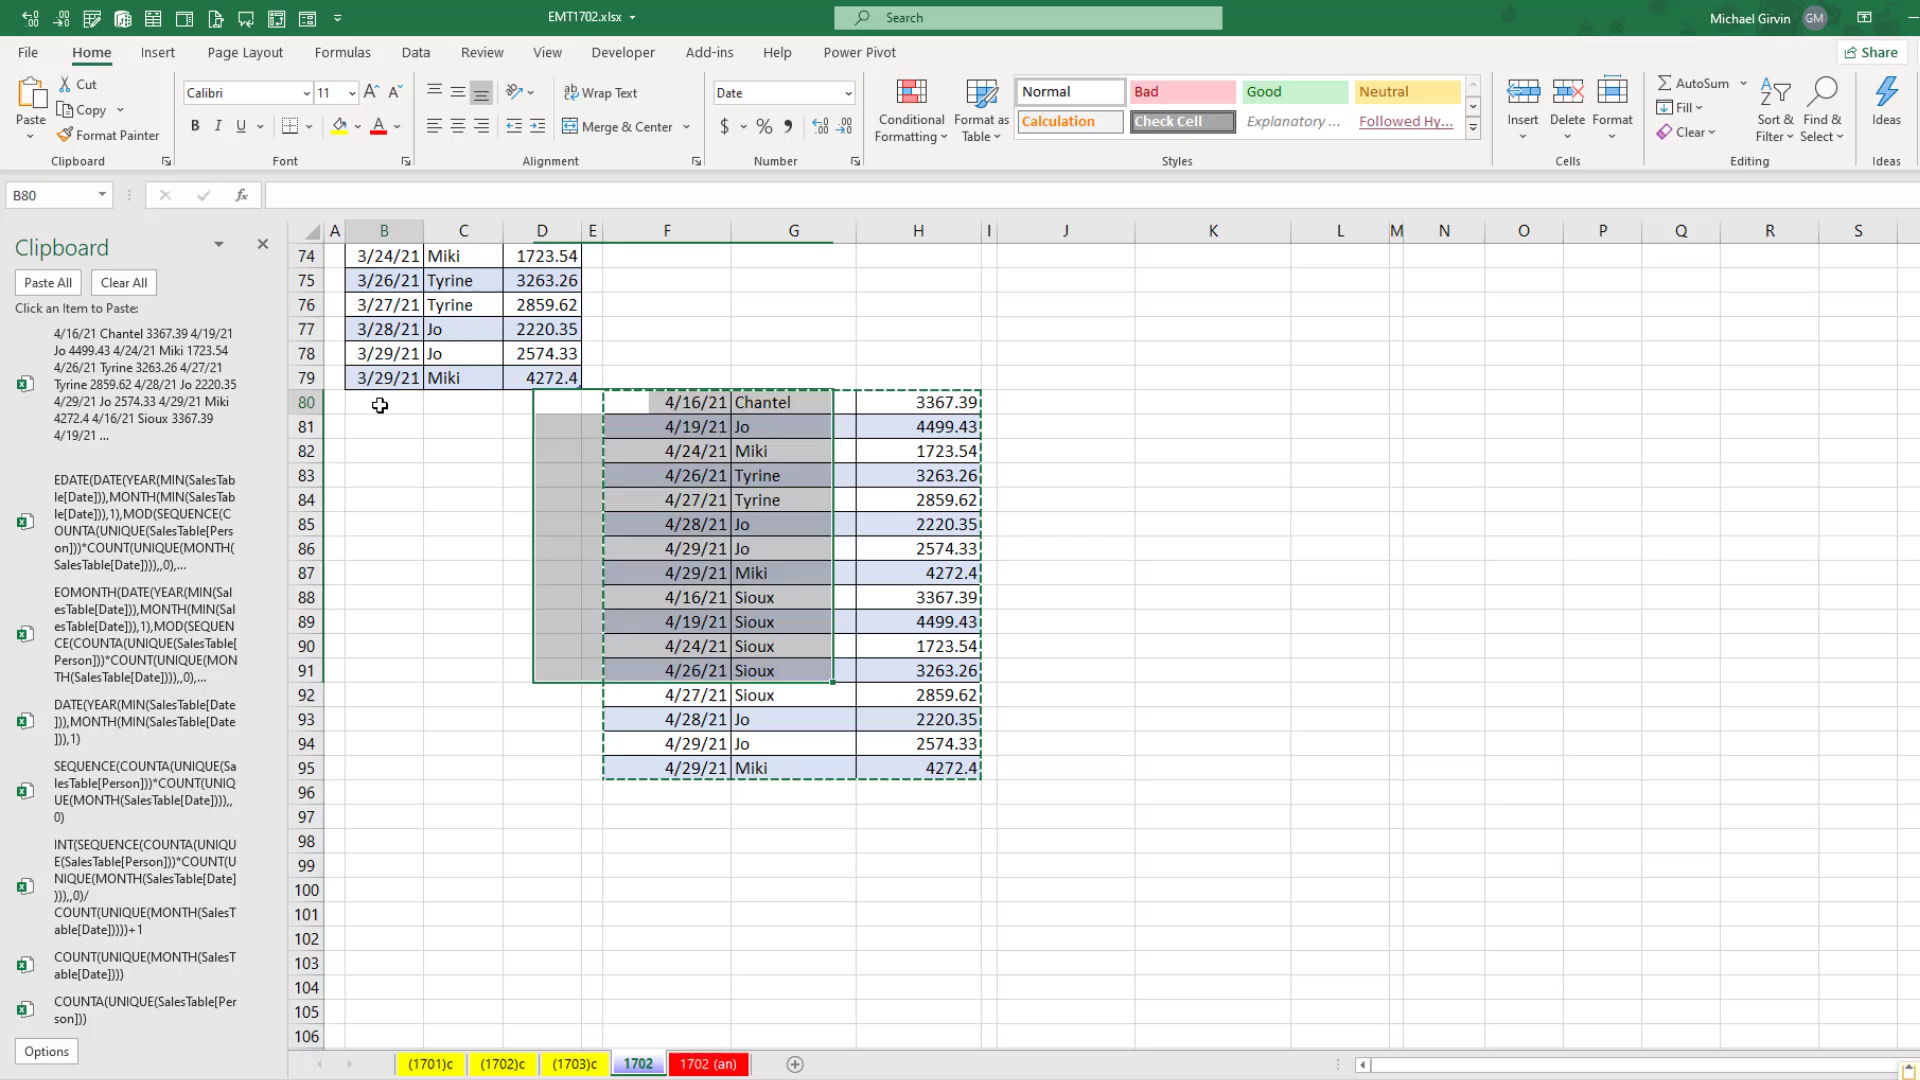 EMT1702.xlsx
Search
Michael Girvin GM
File Home Insert Page Layout Formulas Data Review View Developer Add-ins Help Power Pivot Share
Paste
Cut
Copy
Format Painter
Clipboard
Calibri 11
B I U
Font
Wrap Text
Merge & Center
Alignment
Date
Number
Conditional Formatting
Format as Table
Normal Bad Good Neutral
Calculation Check Cell Explanatory ... Followed Hy...
Styles
Insert Delete Format
Cells
AutoSum
Fill
Clear
Sort & Filter
Find & Select
Editing
Ideas
Ideas
B80 fx
Clipboard
Paste All Clear All
Click an Item to Paste:
4/16/21 Chantel 3367.39 4/19/21
Jo 4499.43 4/24/21 Miki 1723.54
4/26/21 Tyrine 3263.26 4/27/21
Tyrine 2859.62 4/28/21 Jo 2220.35
4/29/21 Jo 2574.33 4/29/21 Miki
4272.4 4/16/21 Sioux 3367.39
4/19/21 ...
EDATE(DATE(YEAR(MIN(SalesTab
le[Date])),MONTH(MIN(SalesTab
le[Date])),1),MOD(SEQUENCE(C
OUNTA(UNIQUE(SalesTable[Pers
on]))*COUNT(UNIQUE(MONTH(
SalesTable[Date]))),,0),...
EOMONTH(DATE(YEAR(MIN(Sal
esTable[Date])),MONTH(MIN(Sal
esTable[Date])),1),MOD(SEQUEN
CE(COUNTA(UNIQUE(SalesTable[
Person]))*COUNT(UNIQUE(MON
TH(SalesTable[Date]))),,0),...
DATE(YEAR(MIN(SalesTable[Date
])),MONTH(MIN(SalesTable[Date
])),1)
SEQUENCE(COUNTA(UNIQUE(Sa
lesTable[Person]))*COUNT(UNIQ
UE(MONTH(SalesTable[Date]))),,
0)
INT(SEQUENCE(COUNTA(UNIQU
E(SalesTable[Person]))*COUNT(U
NIQUE(MONTH(SalesTable[Date]
))),,0)/
COUNT(UNIQUE(MONTH(SalesT
able[Date]))))+1
COUNT(UNIQUE(MONTH(SalesT
able[Date])))
COUNTA(UNIQUE(SalesTable[Per
son]))
Options
A B C D E F G H I J K L M N O P Q R S
74 3/24/21 Miki 1723.54
75 3/26/21 Tyrine 3263.26
76 3/27/21 Tyrine 2859.62
77 3/28/21 Jo 2220.35
78 3/29/21 Jo 2574.33
79 3/29/21 Miki 4272.4
80 4/16/21 Chantel 3367.39
81 4/19/21 Jo 4499.43
82 4/24/21 Miki 1723.54
83 4/26/21 Tyrine 3263.26
84 4/27/21 Tyrine 2859.62
85 4/28/21 Jo 2220.35
86 4/29/21 Jo 2574.33
87 4/29/21 Miki 4272.4
88 4/16/21 Sioux 3367.39
89 4/19/21 Sioux 4499.43
90 4/24/21 Sioux 1723.54
91 4/26/21 Sioux 3263.26
92 4/27/21 Sioux 2859.62
93 4/28/21 Jo 2220.35
94 4/29/21 Jo 2574.33
95 4/29/21 Miki 4272.4
96
97
98
99
100
101
102
103
104
105
106
(1701)c (1702)c (1703)c 1702 1702 (an)